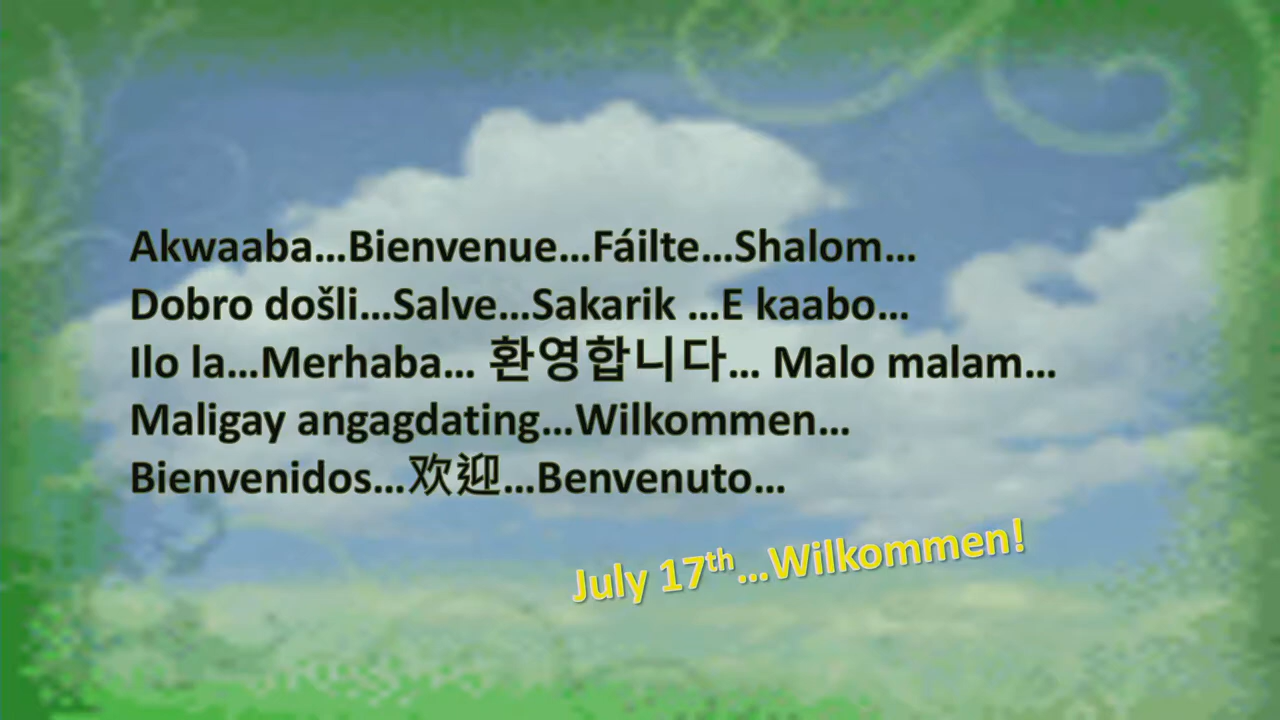 Akwaaba…Bienvenue…Fáilte…Shalom…
Dobro došli…Salve…Sakarik …E kaabo…
Ilo la…Merhaba… 환영합니다… Malo malam…
Maligay angagdating…Wilkommen…
Bienvenidos…欢迎…Benvenuto…
July 17th…Wilkommen!